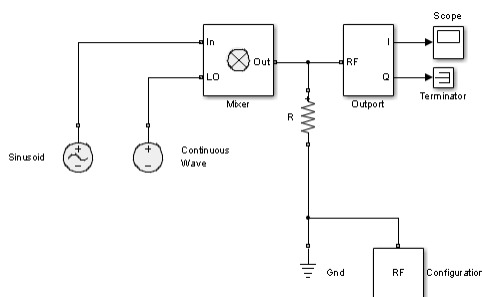 Scope
In
Out
LO
Mixer
RF
I
Q
Outport
Terminator
R
Sinusoid
Continuous
Wave
Gnd
RF
Configuration